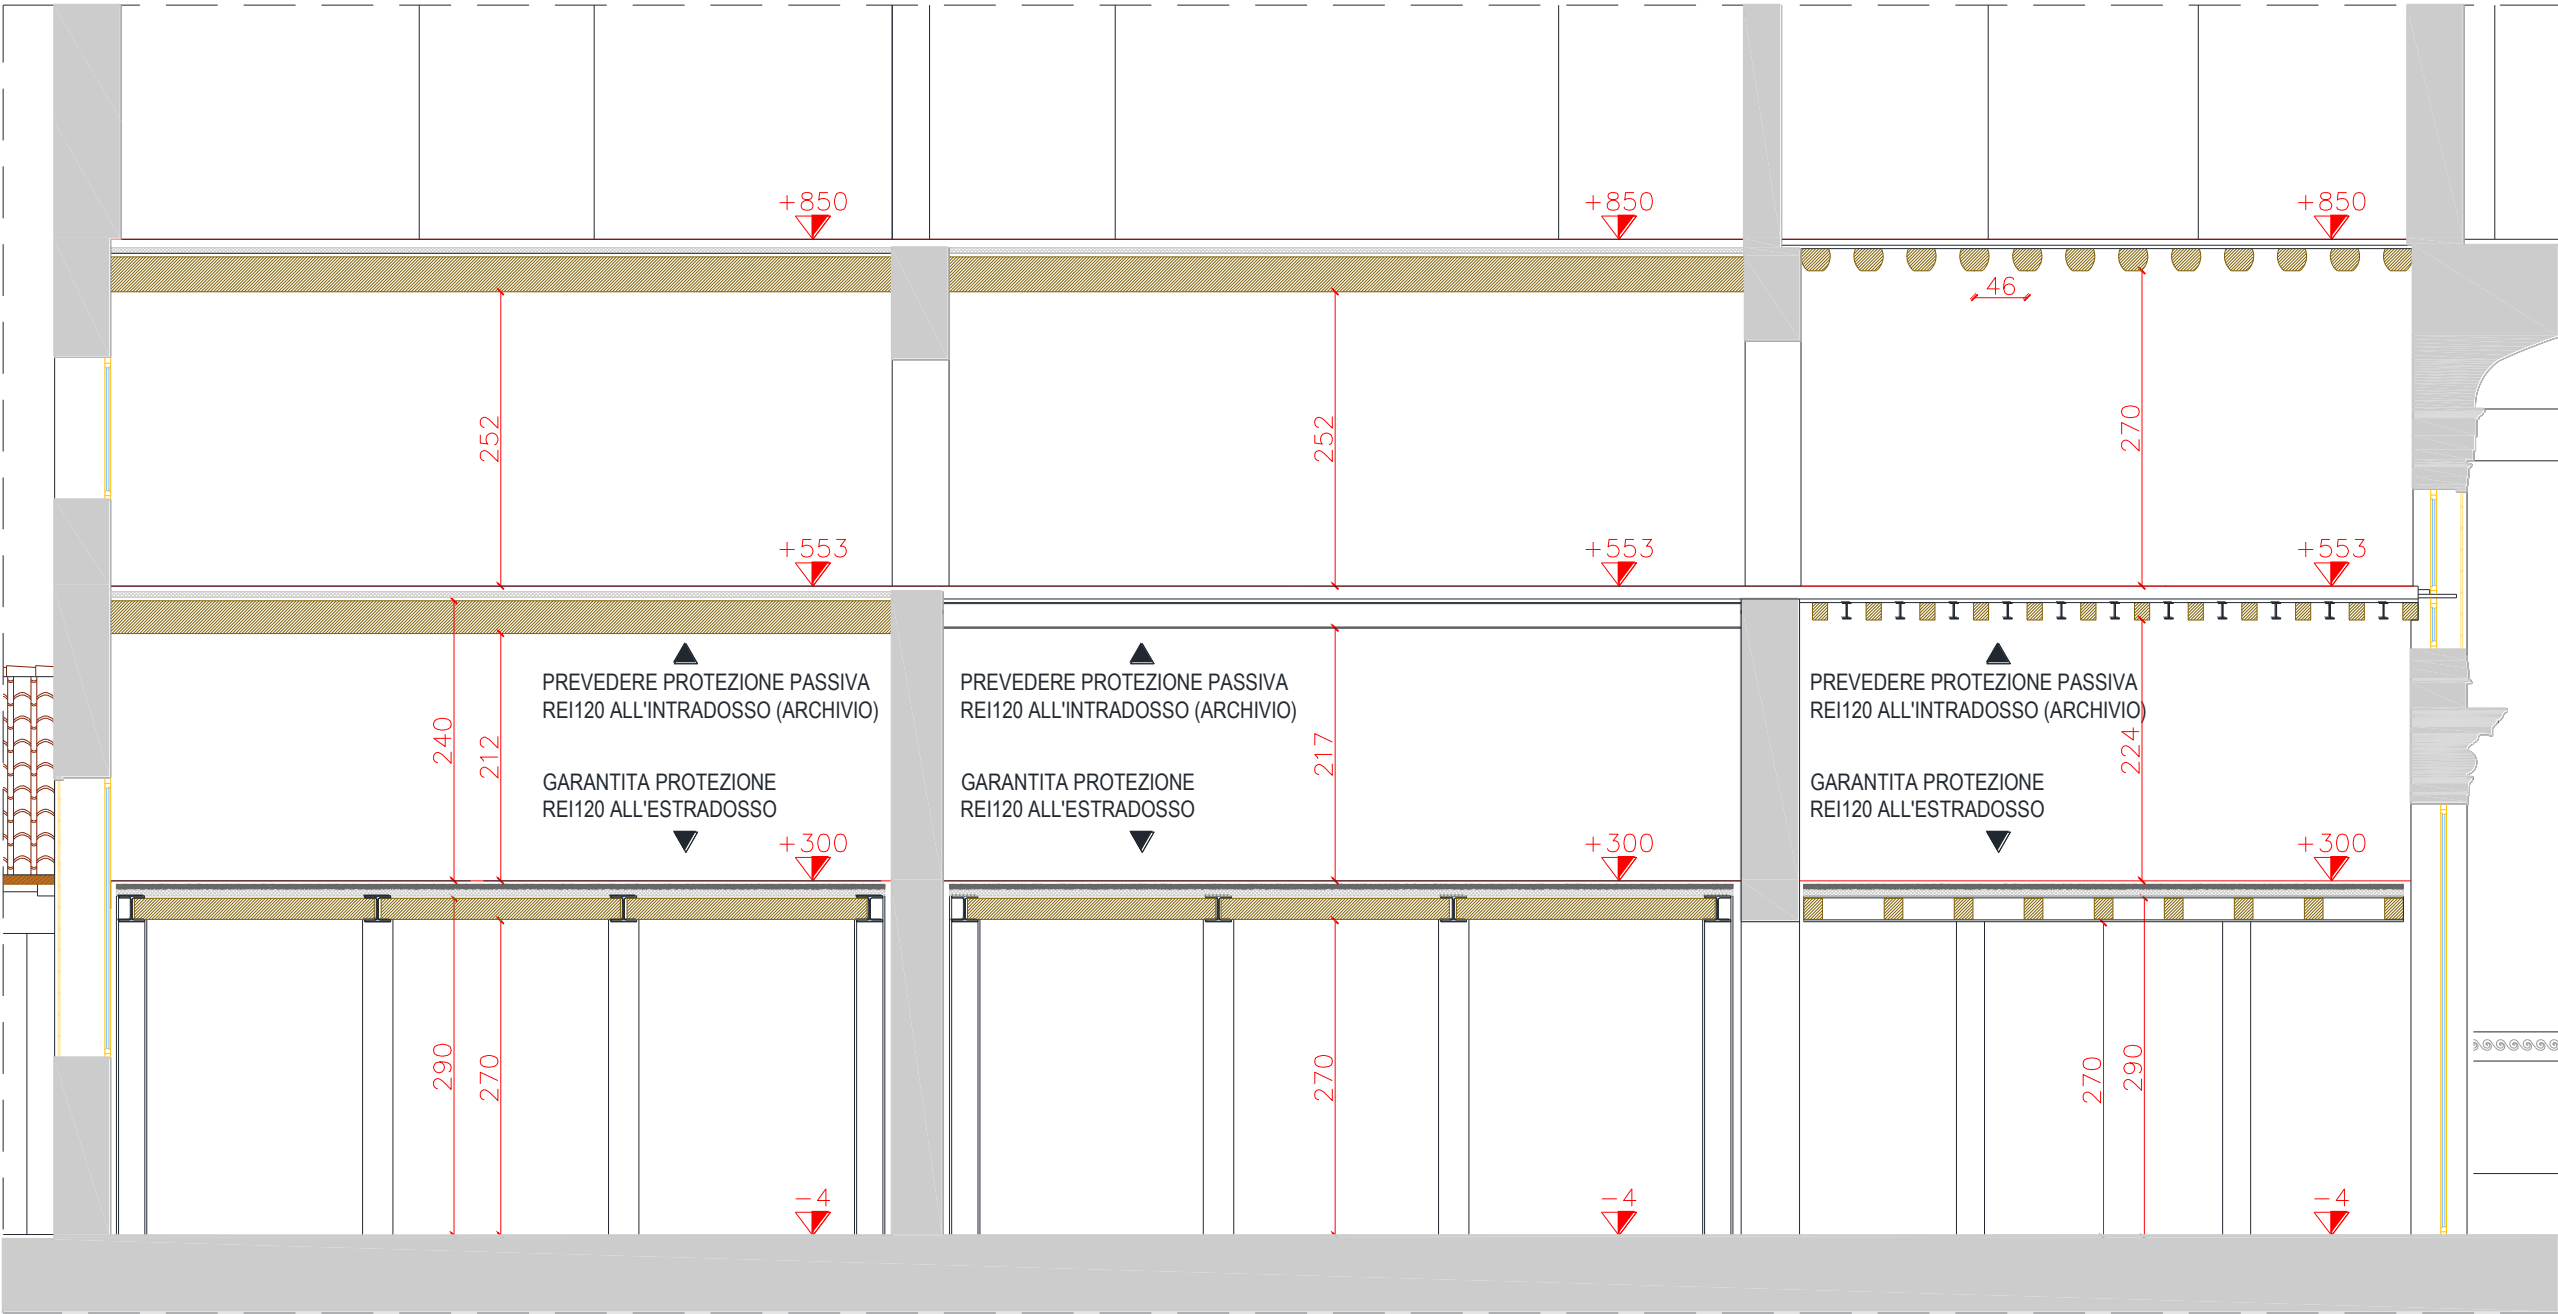 +850
+850
+850
46
252
252
270
+553
+553
+553
PREVEDERE PROTEZIONE PASSIVA
REI120 ALL'INTRADOSSO (ARCHIVIO)
PREVEDERE PROTEZIONE PASSIVA
REI120 ALL'INTRADOSSO (ARCHIVIO)
PREVEDERE PROTEZIONE PASSIVA
REI120 ALL'INTRADOSSO (ARCHIVIO)
240
212
217
224
GARANTITA PROTEZIONE
REI120 ALL'ESTRADOSSO
GARANTITA PROTEZIONE
REI120 ALL'ESTRADOSSO
GARANTITA PROTEZIONE
REI120 ALL'ESTRADOSSO
+300
+300
+300
290
270
270
270
290
-4
-4
-4